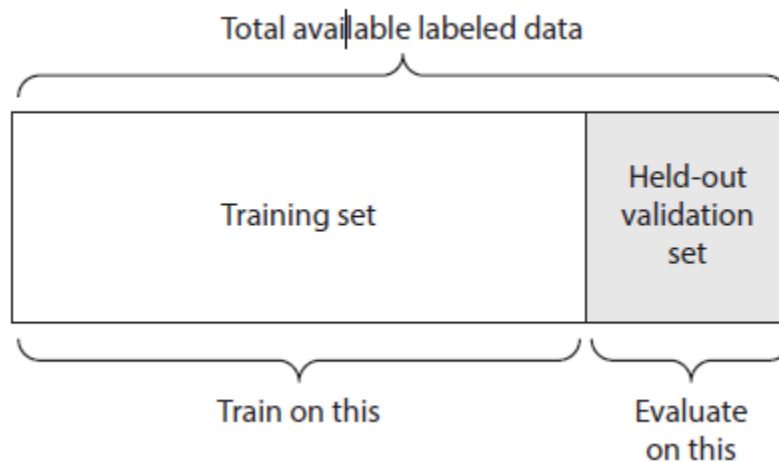 Total available labeled data
Training set
Held-out
validation
set
Train on this
Evaluate
on this